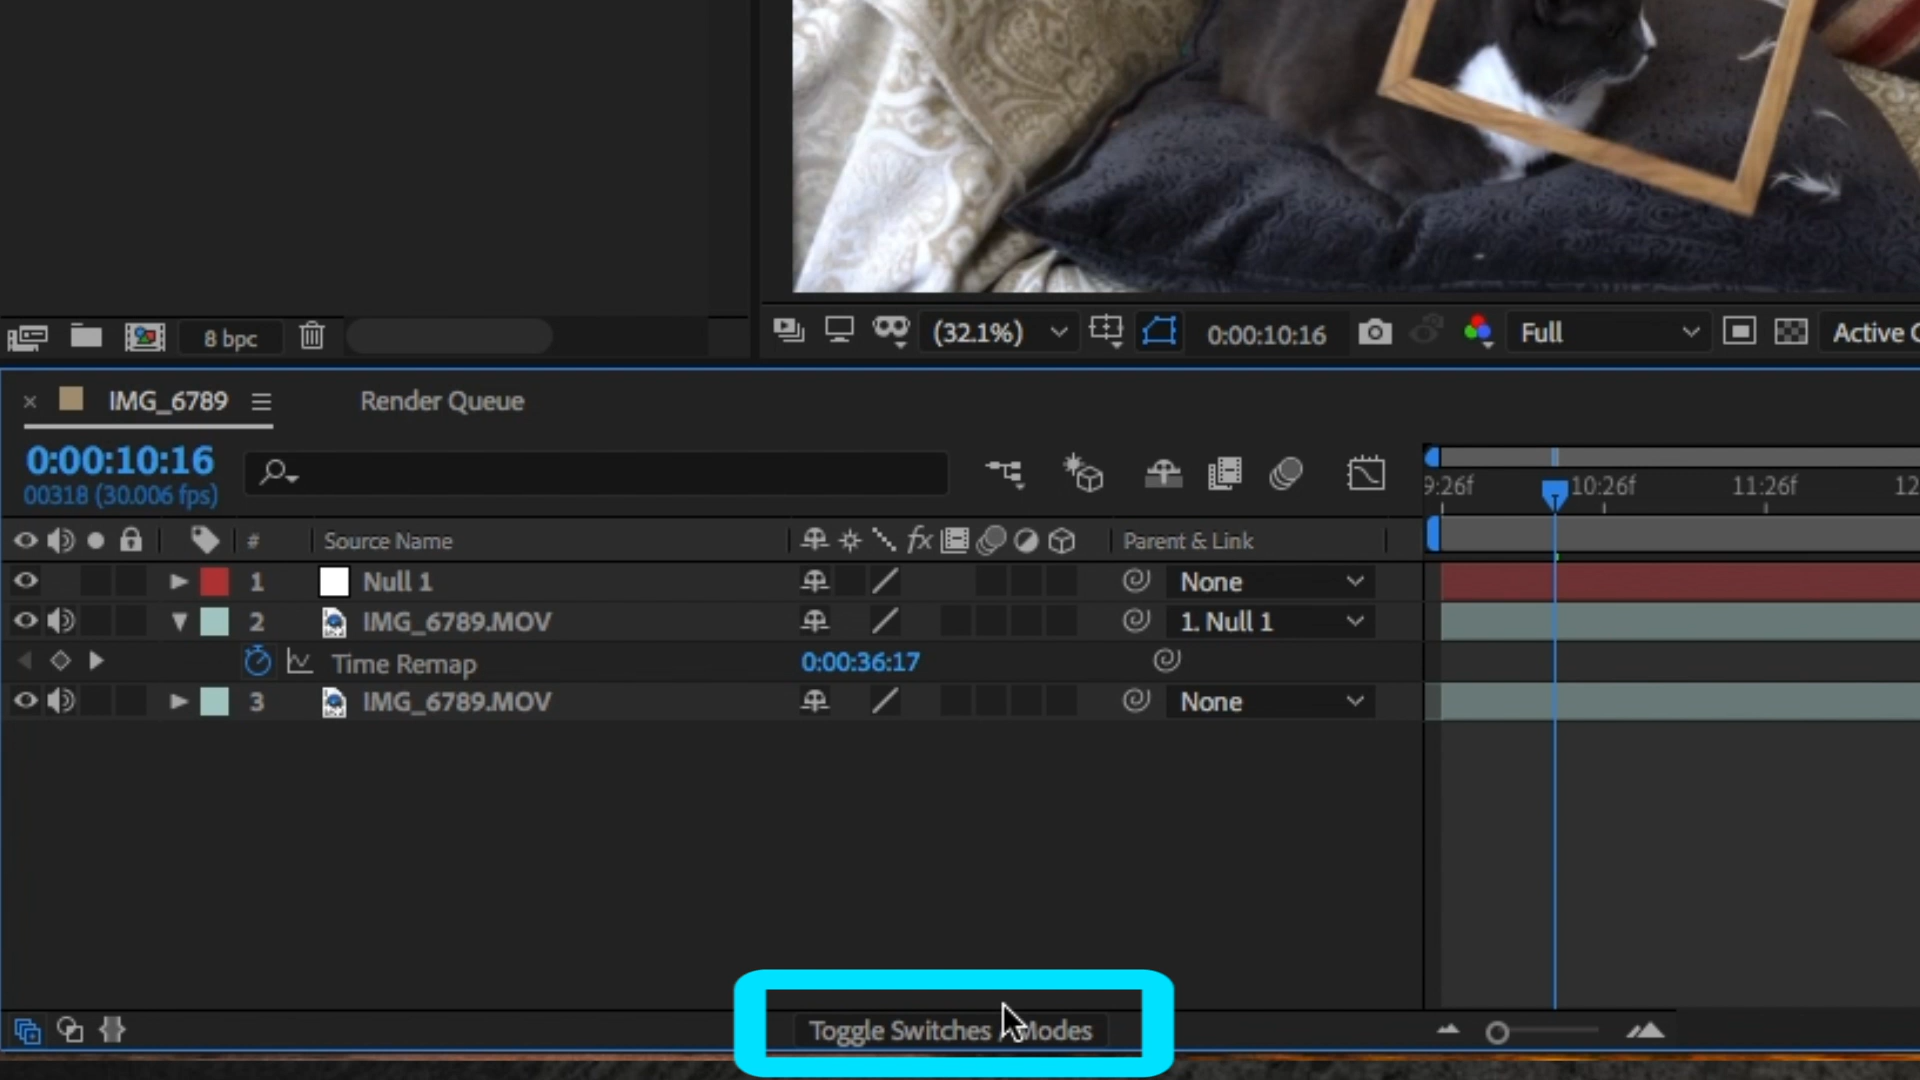 8 bpc
(32.1%) 0:00:10:16 Full Active C
IMG_6789 Render Queue
0:00:10:16
00318 (30.006 fps)
9:26f 10:26f 11:26f 12
# Source Name fx Parent & Link
1 Null 1 None
2 IMG_6789.MOV 1. Null 1
Time Remap 0:00:36:17
3 IMG_6789.MOV None
Toggle Switches / Modes